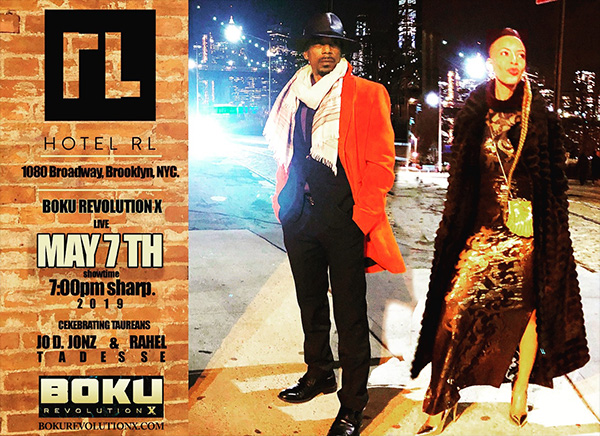 RL
HOTEL RL
1080 Broadway, Brooklyn, NYC.
BOKU REVOLUTION X
LIVE
MAY 7TH
showtime
7:00pm sharp.
2019
CEKEBRATING TAUREANS
JO D. JONZ & RAHEL
TADESSE
BOKU
REVOLUTION X
BOKUREVOLUTIONX.COM